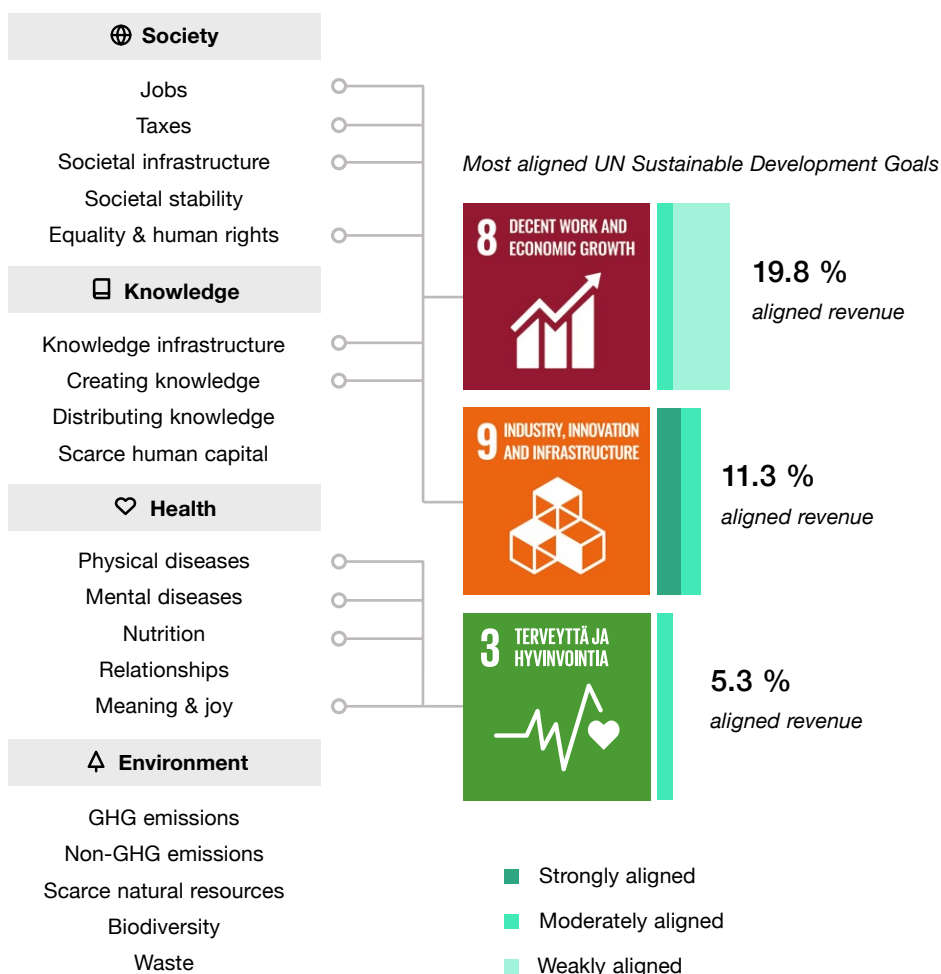 Society
Jobs
Taxes
Societal infrastructure
Societal stability
Equality & human rights
Knowledge
Knowledge infrastructure
Creating knowledge
Distributing knowledge
Scarce human capital
Health
Physical diseases
Mental diseases
Nutrition
Relationships
Meaning & joy
Environment
GHG emissions
Non-GHG emissions
Scarce natural resources
Biodiversity
Waste
Most aligned UN Sustainable Development Goals
8 DECENT WORK AND
ECONOMIC GROWTH
19.8 %
aligned revenue
9 INDUSTRY, INNOVATION
AND INFRASTRUCTURE
11.3 %
aligned revenue
3 TERVEYTTÄ JA
HYVINVOINTIA
5.3 %
aligned revenue
Strongly aligned
Moderately aligned
Weakly aligned